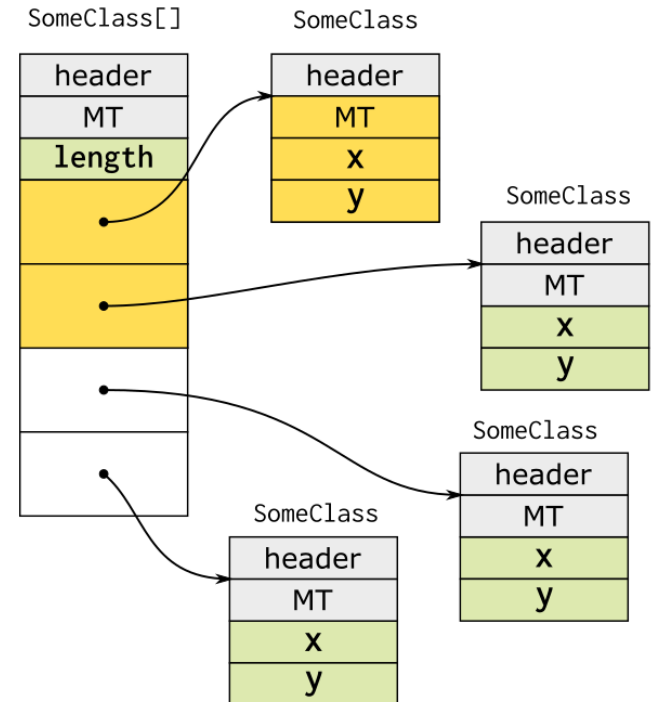 SomeClass[]
header
MT
length
SomeClass
header
MT
x
y
SomeClass
header
MT
x
y
SomeClass
header
MT
x
y
SomeClass
header
MT
x
y